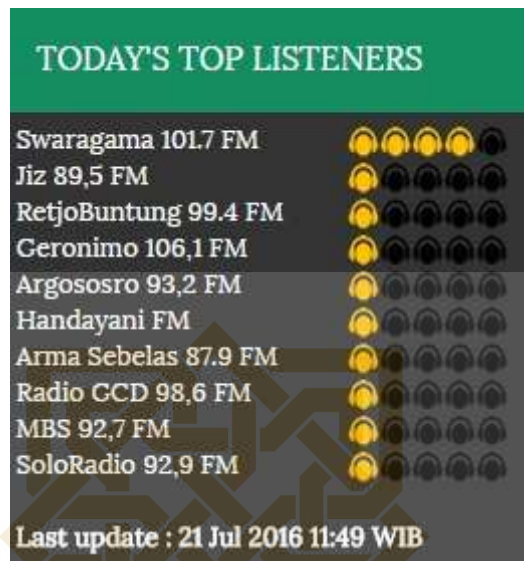 TODAY'S TOP LISTENERS
Swaragama 101.7 FM
Jiz 89,5 FM
RetjoBuntung 99.4 FM
Geronimo 106,1 FM
Argososro 93,2 FM
Handayani FM
Arma Sebelas 87.9 FM
Radio GCD 98,6 FM
MBS 92,7 FM
SoloRadio 92,9 FM
Last update : 21 Jul 2016 11:49 WIB